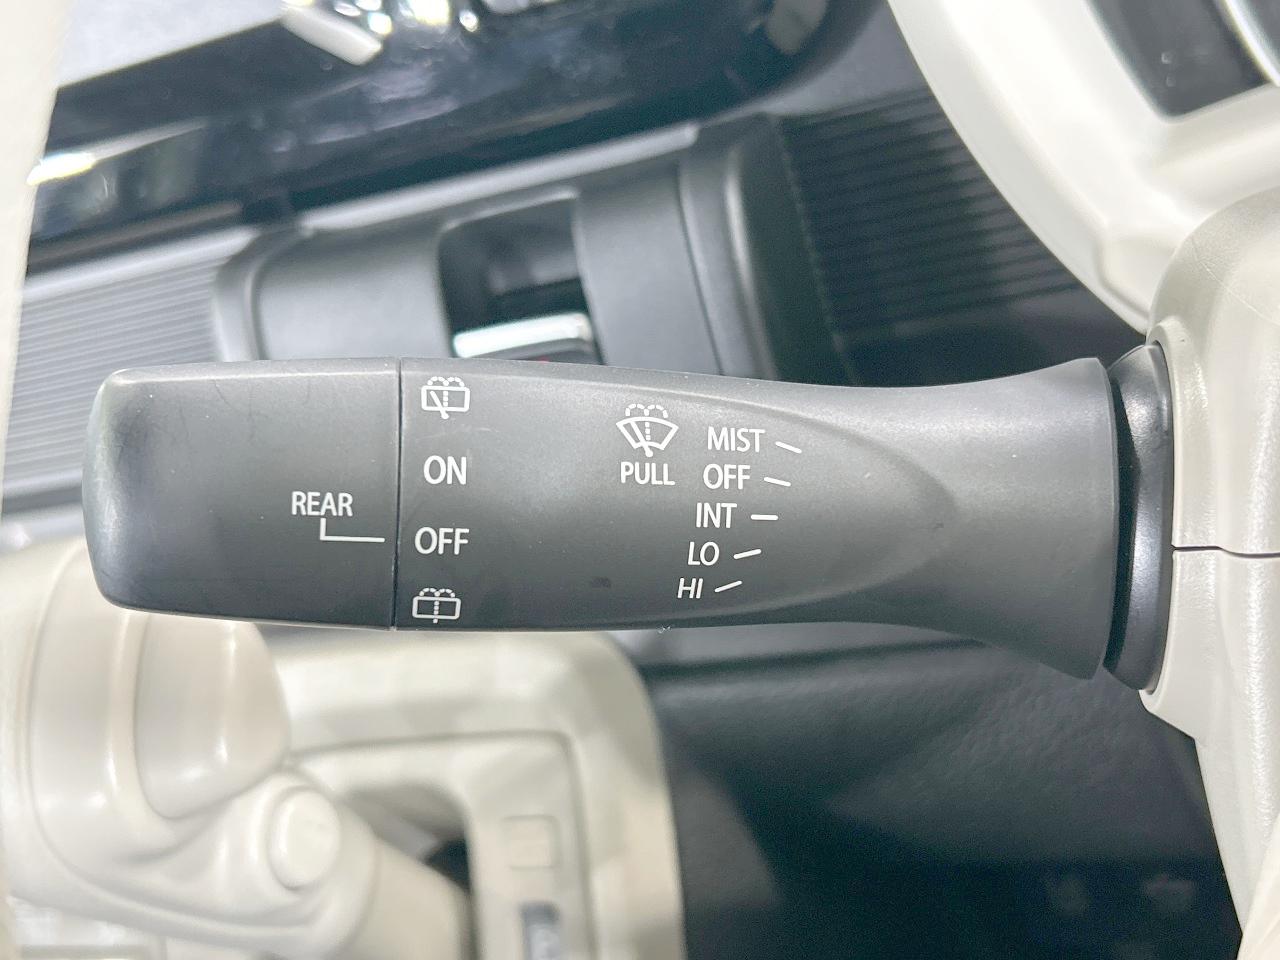 ON
REAR
OFF
PULL
MIST
OFF
INT
LO
HI